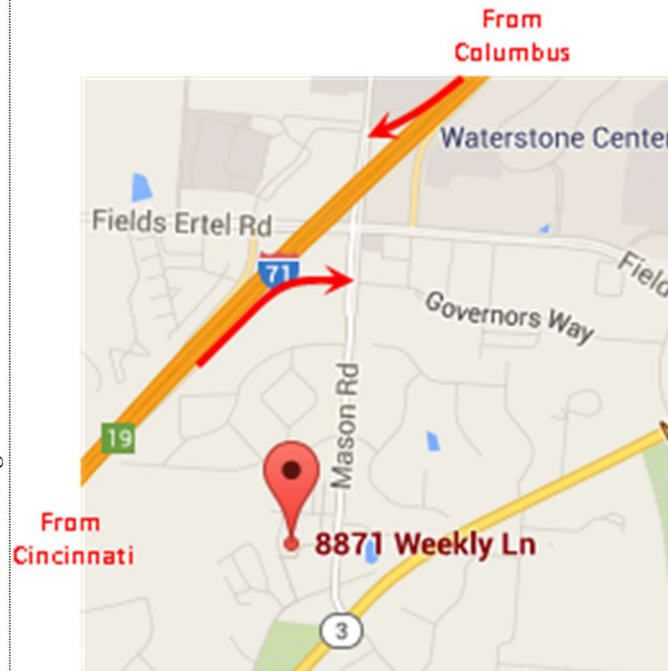 From
Columbus
Waterstone Center
Fields Ertel Rd
71
Field
Governors Way
Mason Rd
19
From
Cincinnati
8871 Weekly Ln
3